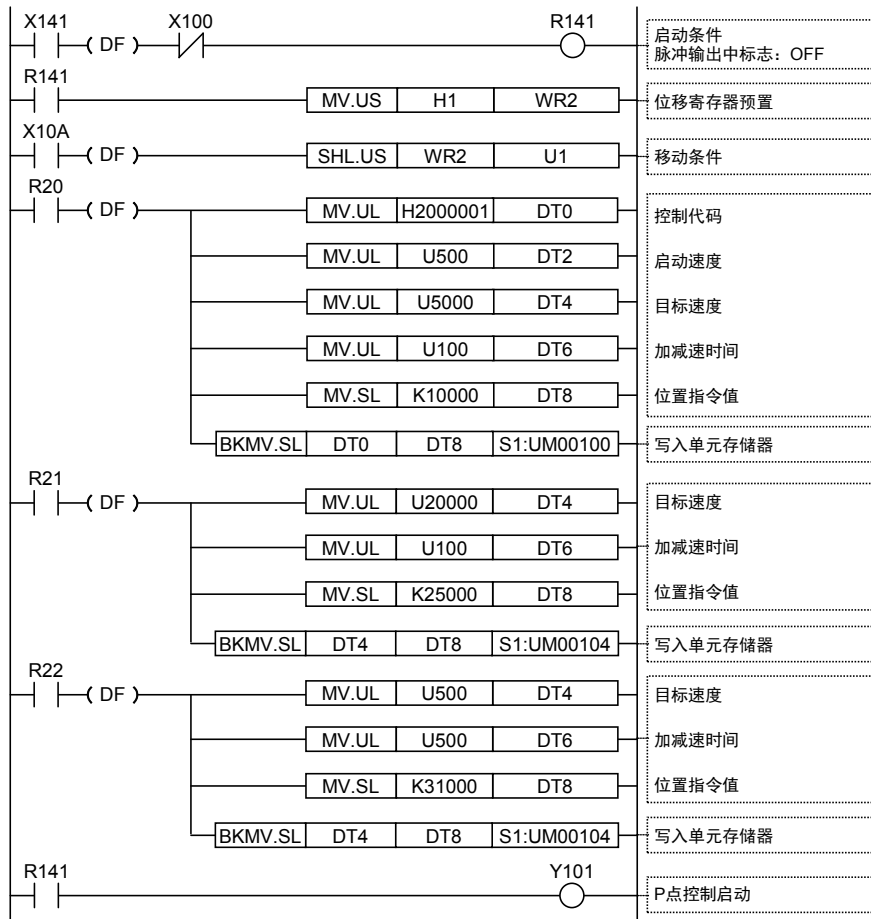 X141 X100 R141
( DF ) 启动条件
脉冲输出中标志：OFF
R141
MV.US H1 WR2 位移寄存器预置
X10A
( DF ) SHL.US WR2 U1 移动条件
R20
( DF ) MV.UL H2000001 DT0 控制代码
MV.UL U500 DT2 启动速度
MV.UL U5000 DT4 目标速度
MV.UL U100 DT6 加减速时间
MV.SL K10000 DT8 位置指令值
BKMV.SL DT0 DT8 S1:UM00100 写入单元存储器
R21
( DF ) MV.UL U20000 DT4 目标速度
MV.UL U100 DT6 加减速时间
MV.SL K25000 DT8 位置指令值
BKMV.SL DT4 DT8 S1:UM00104 写入单元存储器
R22
( DF ) MV.UL U500 DT4 目标速度
MV.UL U500 DT6 加减速时间
MV.SL K31000 DT8 位置指令值
BKMV.SL DT4 DT8 S1:UM00104 写入单元存储器
R141 Y101
P点控制启动